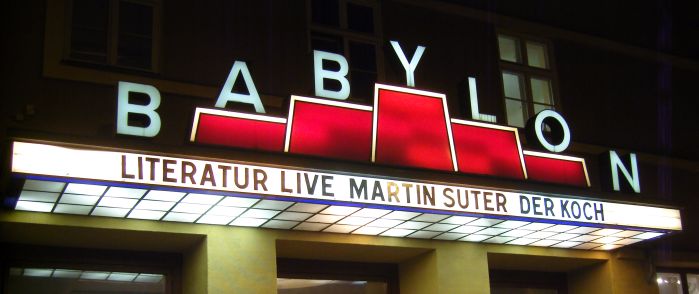 BABYLON
LITERATUR LIVE MARTIN SUTER DER KOCH